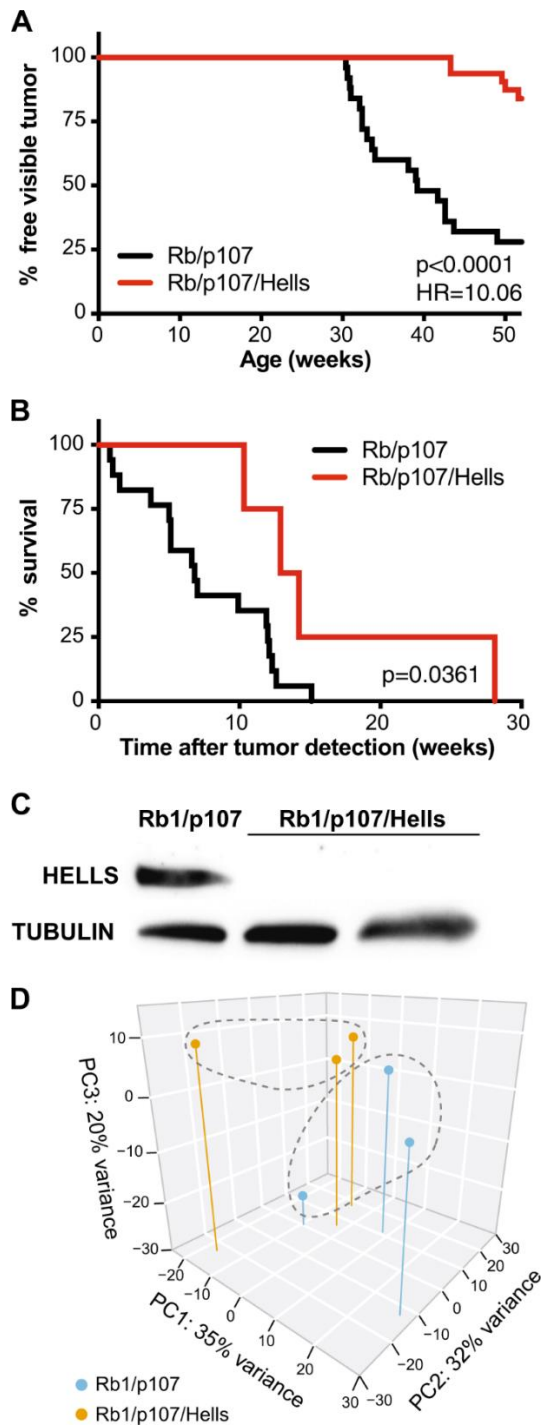 A
100
75
50
25
0
% free visible tumor
Rb/p107
Rb/p107/Hells
p<0.0001
HR=10.06
0 10 20 30 40 50
Age (weeks)
B
100
75
50
25
0
% survival
Rb/p107
Rb/p107/Hells
p=0.0361
0 10 20 30
Time after tumor detection (weeks)
C
Rb1/p107 Rb1/p107/Hells
HELLS
TUBULIN
D
10
0
−10
−20
−30
PC3: 20% variance
−20
−10
0
10
20
30
PC1: 35% variance
−30
−20
−10
0
10
20
30
PC2: 32% variance
Rb1/p107
Rb1/p107/Hells